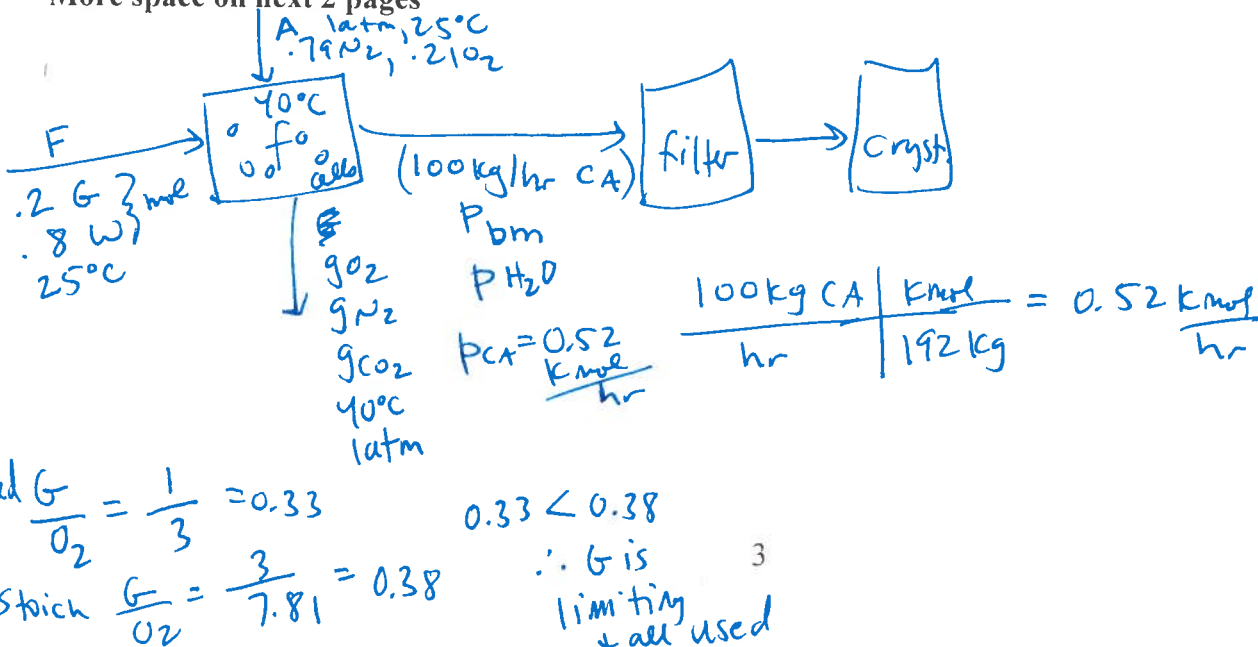 More space on next 2 pages
A 1atm, 25°C
.79N2, .21O2
F
.2 G } mol
.8 W
25°C
40°C
cells
(100kg/hr CA)
filter
Cryst
gO2
gN2
gCO2
40°C
1atm
Pbm
PH2O
PCA=0.52
kmol
hr
100kg CA | kmol = 0.52 kmol
hr | 192 kg hr
G = 1 = 0.33
O2 3
Stoich G = 3 = 0.38
O2 7.81
0.33 < 0.38
∴ G is
limiting
+ all used
3